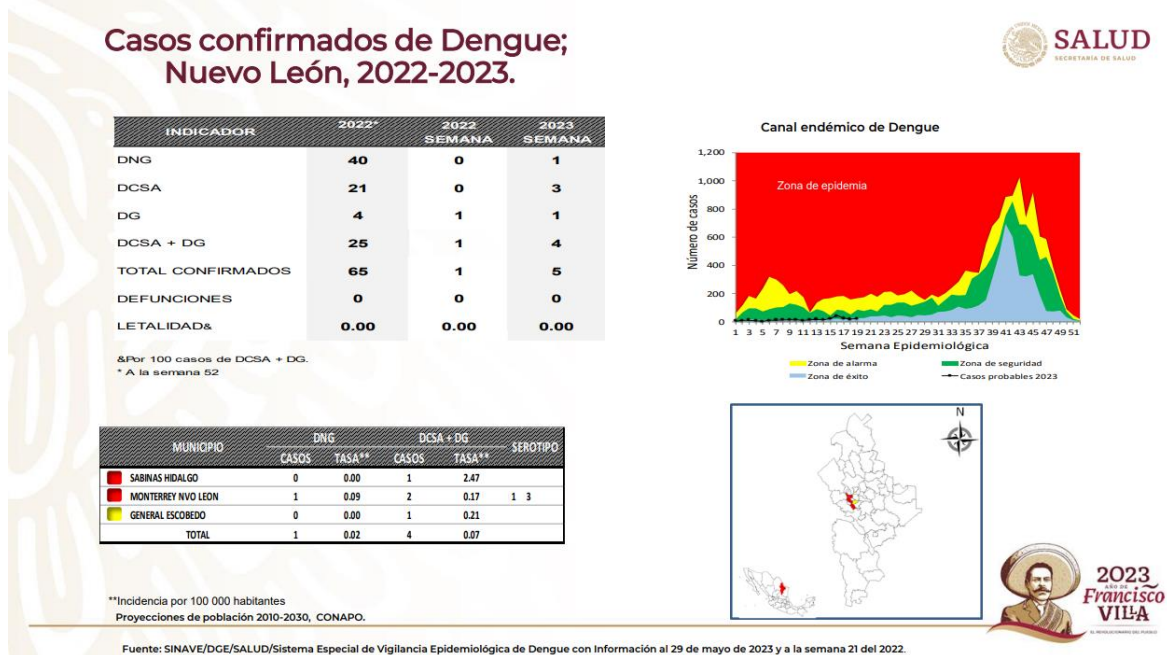 Casos confirmados de Dengue;
Nuevo León, 2022-2023.
SALUD
SECRETARÍA DE SALUD
INDICADOR 2022* 2022 SEMANA 2023 SEMANA
DNG 40 0 1
DCSA 21 0 3
DG 4 1 1
DCSA + DG 25 1 4
TOTAL CONFIRMADOS 65 1 5
DEFUNCIONES 0 0 0
LETALIDAD& 0.00 0.00 0.00
&Por 100 casos de DCSA + DG.
* A la semana 52
Canal endémico de Dengue
Número de casos
1,200
1,000
800
600
400
200
0
Zona de epidemia
1 3 5 7 9 11 13 15 17 19 21 23 25 27 29 31 33 35 37 39 41 43 45 47 49 51
Semana Epidemiológica
Zona de alarma Zona de seguridad
Zona de éxito Casos probables 2023
MUNICIPIO DNG DCSA + DG SEROTIPO
CASOS TASA** CASOS TASA**
SABINAS HIDALGO 0 0.00 1 2.47
MONTERREY NVO LEON 1 0.09 2 0.17 1 3
GENERAL ESCOBEDO 0 0.00 1 0.21
TOTAL 1 0.02 4 0.07
N
**Incidencia por 100 000 habitantes
Proyecciones de población 2010-2030, CONAPO.
2023
AÑO DE
Francisco
VILLA
EL REVOLUCIONARIO DEL PUEBLO
Fuente: SINAVE/DGE/SALUD/Sistema Especial de Vigilancia Epidemiológica de Dengue con Información al 29 de mayo de 2023 y a la semana 21 del 2022.